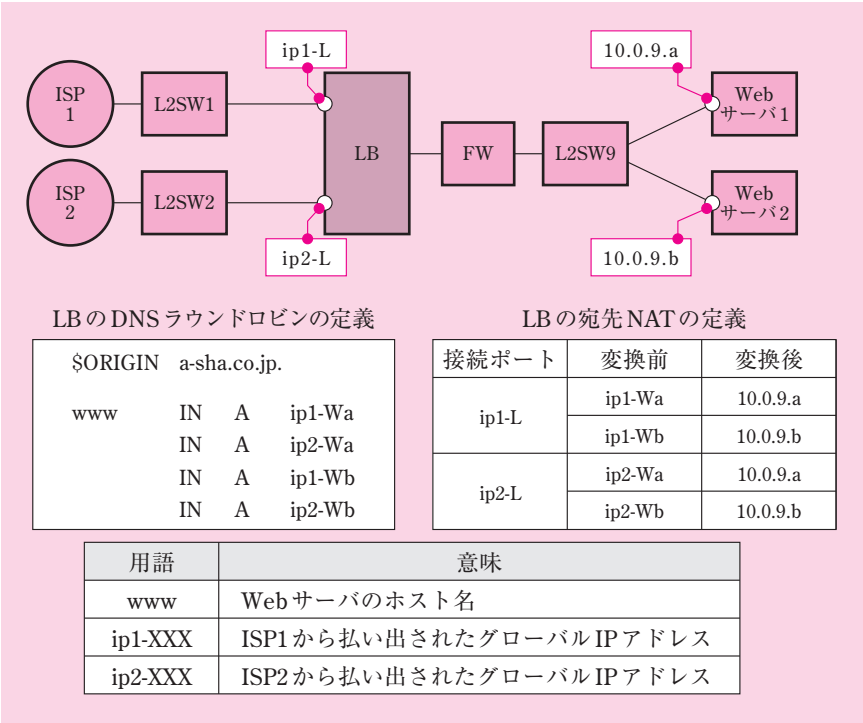 ip1-L
10.0.9.a
ISP
1
L2SW1
LB
FW
L2SW9
Web
サーバ1
ISP
2
L2SW2
Web
サーバ2
ip2-L
10.0.9.b
LBのDNSラウンドロビンの定義
$ORIGIN a-sha.co.jp.
www IN A ip1-Wa
IN A ip2-Wa
IN A ip1-Wb
IN A ip2-Wb
LBの宛先NATの定義
接続ポート 変換前 変換後
ip1-L ip1-Wa 10.0.9.a
ip1-Wb 10.0.9.b
ip2-L ip2-Wa 10.0.9.a
ip2-Wb 10.0.9.b
用語 意味
www Webサーバのホスト名
ip1-XXX ISP1から払い出されたグローバルIPアドレス
ip2-XXX ISP2から払い出されたグローバルIPアドレス